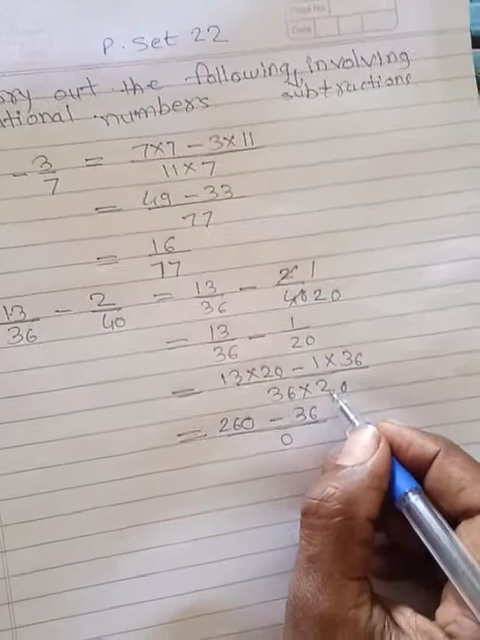 P. Set 22
ry out the following, involving
ational numbers subtractions
- 3/7 = 7×7 - 3×11 / 11×7
= 49 - 33 / 77
= 16 / 77
13/36 - 2/40 = 13/36 - 2 1 / 40 20
= 13/36 - 1/20
= 13×20 - 1×36 / 36×20
= 260 - 36 / 0